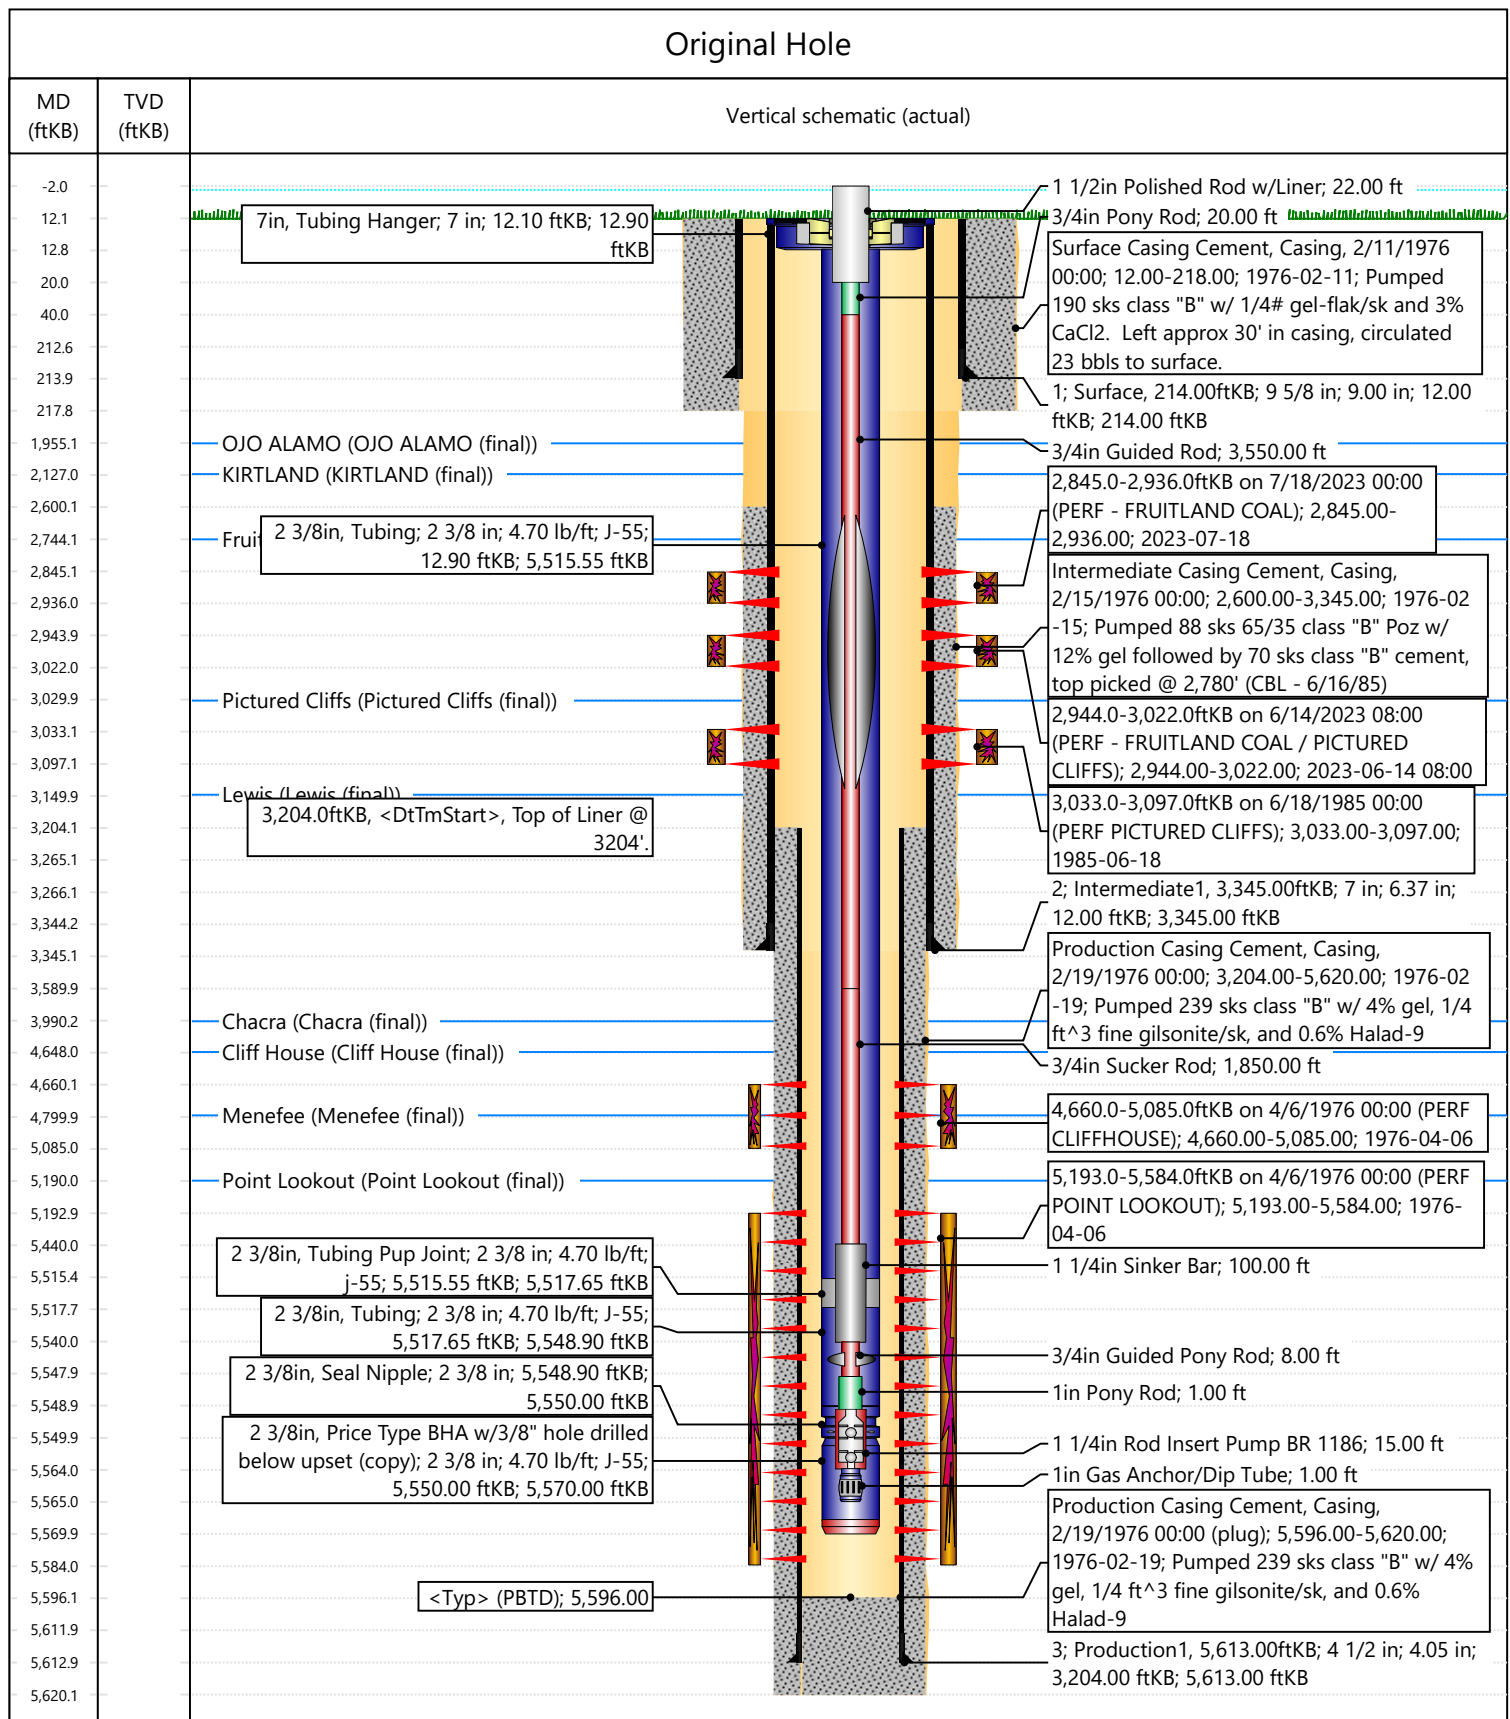 Original Hole
MD
(ftKB)
TVD
(ftKB)
Vertical schematic (actual)
-2.0
12.1
12.8
20.0
40.0
212.6
213.9
217.8
1,955.1
2,127.0
2,600.1
2,744.1
2,845.1
2,936.0
2,943.9
3,022.0
3,029.9
3,033.1
3,097.1
3,149.9
3,204.1
3,265.1
3,266.1
3,344.2
3,345.1
3,589.9
3,990.2
4,648.0
4,660.1
4,799.9
5,085.0
5,190.0
5,192.9
5,440.0
5,515.4
5,517.7
5,540.0
5,547.9
5,548.9
5,549.9
5,564.0
5,565.0
5,569.9
5,584.0
5,596.1
5,611.9
5,612.9
5,620.1
7in, Tubing Hanger; 7 in; 12.10 ftKB; 12.90
ftKB
OJO ALAMO (OJO ALAMO (final))
KIRTLAND (KIRTLAND (final))
Fruit
2 3/8in, Tubing; 2 3/8 in; 4.70 lb/ft; J-55;
12.90 ftKB; 5,515.55 ftKB
Pictured Cliffs (Pictured Cliffs (final))
Lewis (Lewis (final))
3,204.0ftKB, <DtTmStart>, Top of Liner @
3204'.
Chacra (Chacra (final))
Cliff House (Cliff House (final))
Menefee (Menefee (final))
Point Lookout (Point Lookout (final))
2 3/8in, Tubing Pup Joint; 2 3/8 in; 4.70 lb/ft;
j-55; 5,515.55 ftKB; 5,517.65 ftKB
2 3/8in, Tubing; 2 3/8 in; 4.70 lb/ft; J-55;
5,517.65 ftKB; 5,548.90 ftKB
2 3/8in, Seal Nipple; 2 3/8 in; 5,548.90 ftKB;
5,550.00 ftKB
2 3/8in, Price Type BHA w/3/8" hole drilled
below upset (copy); 2 3/8 in; 4.70 lb/ft; J-55;
5,550.00 ftKB; 5,570.00 ftKB
<Typ> (PBTD); 5,596.00
1 1/2in Polished Rod w/Liner; 22.00 ft
3/4in Pony Rod; 20.00 ft
Surface Casing Cement, Casing, 2/11/1976
00:00; 12.00-218.00; 1976-02-11; Pumped
190 sks class "B" w/ 1/4# gel-flak/sk and 3%
CaCl2.  Left approx 30' in casing, circulated
23 bbls to surface.
1; Surface, 214.00ftKB; 9 5/8 in; 9.00 in; 12.00
ftKB; 214.00 ftKB
3/4in Guided Rod; 3,550.00 ft
2,845.0-2,936.0ftKB on 7/18/2023 00:00
(PERF - FRUITLAND COAL); 2,845.00-
2,936.00; 2023-07-18
Intermediate Casing Cement, Casing,
2/15/1976 00:00; 2,600.00-3,345.00; 1976-02
-15; Pumped 88 sks 65/35 class "B" Poz w/
12% gel followed by 70 sks class "B" cement,
top picked @ 2,780' (CBL - 6/16/85)
2,944.0-3,022.0ftKB on 6/14/2023 08:00
(PERF - FRUITLAND COAL / PICTURED
CLIFFS); 2,944.00-3,022.00; 2023-06-14 08:00
3,033.0-3,097.0ftKB on 6/18/1985 00:00
(PERF PICTURED CLIFFS); 3,033.00-3,097.00;
1985-06-18
2; Intermediate1, 3,345.00ftKB; 7 in; 6.37 in;
12.00 ftKB; 3,345.00 ftKB
Production Casing Cement, Casing,
2/19/1976 00:00; 3,204.00-5,620.00; 1976-02
-19; Pumped 239 sks class "B" w/ 4% gel, 1/4
ft^3 fine gilsonite/sk, and 0.6% Halad-9
3/4in Sucker Rod; 1,850.00 ft
4,660.0-5,085.0ftKB on 4/6/1976 00:00 (PERF
CLIFFHOUSE); 4,660.00-5,085.00; 1976-04-06
5,193.0-5,584.0ftKB on 4/6/1976 00:00 (PERF
POINT LOOKOUT); 5,193.00-5,584.00; 1976-
04-06
1 1/4in Sinker Bar; 100.00 ft
3/4in Guided Pony Rod; 8.00 ft
1in Pony Rod; 1.00 ft
1 1/4in Rod Insert Pump BR 1186; 15.00 ft
1in Gas Anchor/Dip Tube; 1.00 ft
Production Casing Cement, Casing,
2/19/1976 00:00 (plug); 5,596.00-5,620.00;
1976-02-19; Pumped 239 sks class "B" w/ 4%
gel, 1/4 ft^3 fine gilsonite/sk, and 0.6%
Halad-9
3; Production1, 5,613.00ftKB; 4 1/2 in; 4.05 in;
3,204.00 ftKB; 5,613.00 ftKB